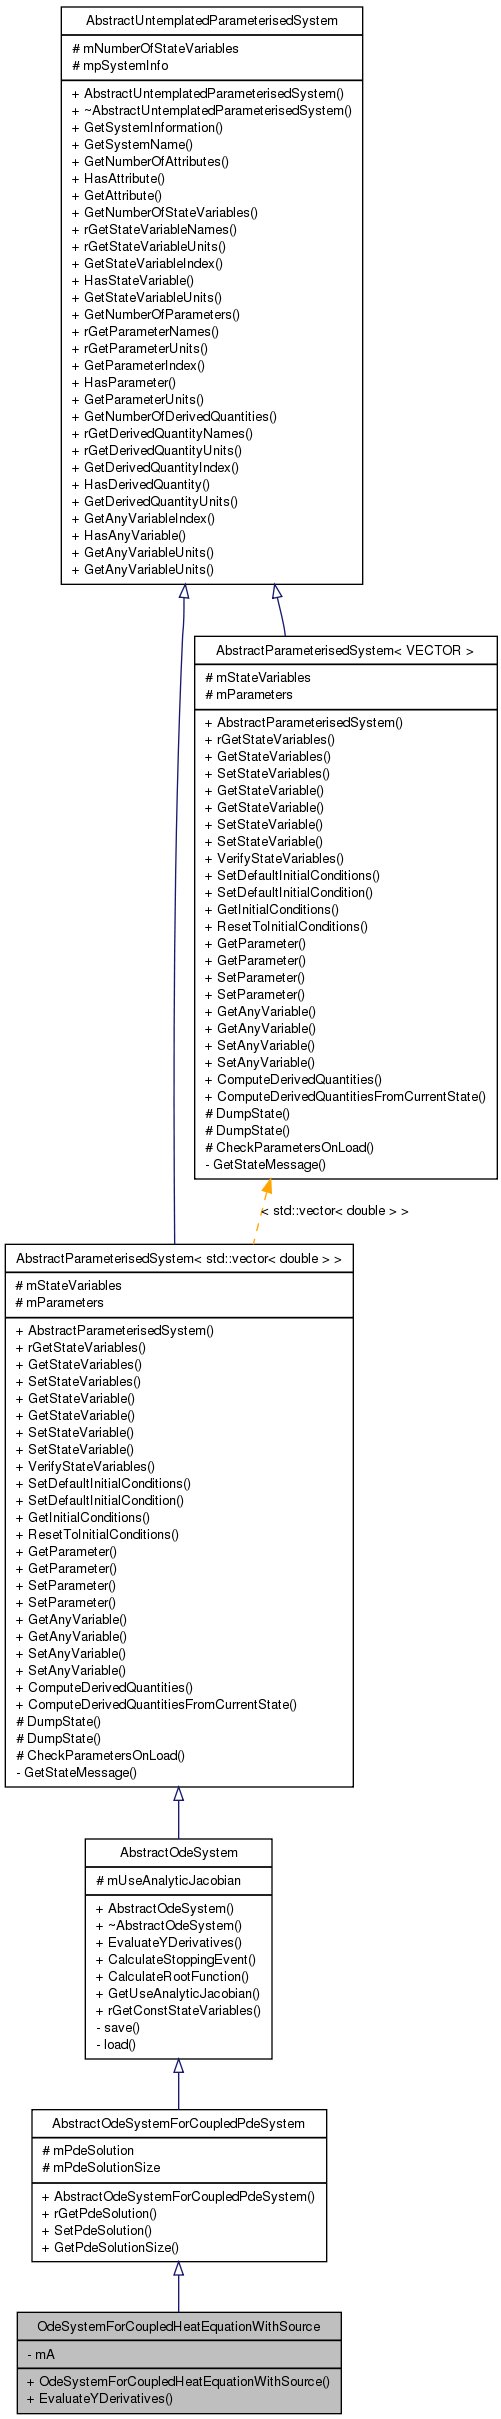 AbstractUntemplatedParameterisedSystem
# mNumberOfStateVariables
# mpSystemInfo
+ AbstractUntemplatedParameterisedSystem()
+ ~AbstractUntemplatedParameterisedSystem()
+ GetSystemInformation()
+ GetSystemName()
+ GetNumberOfAttributes()
+ HasAttribute()
+ GetAttribute()
+ GetNumberOfStateVariables()
+ rGetStateVariableNames()
+ rGetStateVariableUnits()
+ GetStateVariableIndex()
+ HasStateVariable()
+ GetStateVariableUnits()
+ GetNumberOfParameters()
+ rGetParameterNames()
+ rGetParameterUnits()
+ GetParameterIndex()
+ HasParameter()
+ GetParameterUnits()
+ GetNumberOfDerivedQuantities()
+ rGetDerivedQuantityNames()
+ rGetDerivedQuantityUnits()
+ GetDerivedQuantityIndex()
+ HasDerivedQuantity()
+ GetDerivedQuantityUnits()
+ GetAnyVariableIndex()
+ HasAnyVariable()
+ GetAnyVariableUnits()
+ GetAnyVariableUnits()
AbstractParameterisedSystem< VECTOR >
# mStateVariables
# mParameters
+ AbstractParameterisedSystem()
+ rGetStateVariables()
+ GetStateVariables()
+ SetStateVariables()
+ GetStateVariable()
+ GetStateVariable()
+ SetStateVariable()
+ SetStateVariable()
+ VerifyStateVariables()
+ SetDefaultInitialConditions()
+ SetDefaultInitialCondition()
+ GetInitialConditions()
+ ResetToInitialConditions()
+ GetParameter()
+ GetParameter()
+ SetParameter()
+ SetParameter()
+ GetAnyVariable()
+ GetAnyVariable()
+ SetAnyVariable()
+ SetAnyVariable()
+ ComputeDerivedQuantities()
+ ComputeDerivedQuantitiesFromCurrentState()
# DumpState()
# DumpState()
# CheckParametersOnLoad()
- GetStateMessage()
< std::vector< double > >
AbstractParameterisedSystem< std::vector< double > >
# mStateVariables
# mParameters
+ AbstractParameterisedSystem()
+ rGetStateVariables()
+ GetStateVariables()
+ SetStateVariables()
+ GetStateVariable()
+ GetStateVariable()
+ SetStateVariable()
+ SetStateVariable()
+ VerifyStateVariables()
+ SetDefaultInitialConditions()
+ SetDefaultInitialCondition()
+ GetInitialConditions()
+ ResetToInitialConditions()
+ GetParameter()
+ GetParameter()
+ SetParameter()
+ SetParameter()
+ GetAnyVariable()
+ GetAnyVariable()
+ SetAnyVariable()
+ SetAnyVariable()
+ ComputeDerivedQuantities()
+ ComputeDerivedQuantitiesFromCurrentState()
# DumpState()
# DumpState()
# CheckParametersOnLoad()
- GetStateMessage()
AbstractOdeSystem
# mUseAnalyticJacobian
+ AbstractOdeSystem()
+ ~AbstractOdeSystem()
+ EvaluateYDerivatives()
+ CalculateStoppingEvent()
+ CalculateRootFunction()
+ GetUseAnalyticJacobian()
+ rGetConstStateVariables()
- save()
- load()
AbstractOdeSystemForCoupledPdeSystem
# mPdeSolution
# mPdeSolutionSize
+ AbstractOdeSystemForCoupledPdeSystem()
+ rGetPdeSolution()
+ SetPdeSolution()
+ GetPdeSolutionSize()
OdeSystemForCoupledHeatEquationWithSource
- mA
+ OdeSystemForCoupledHeatEquationWithSource()
+ EvaluateYDerivatives()